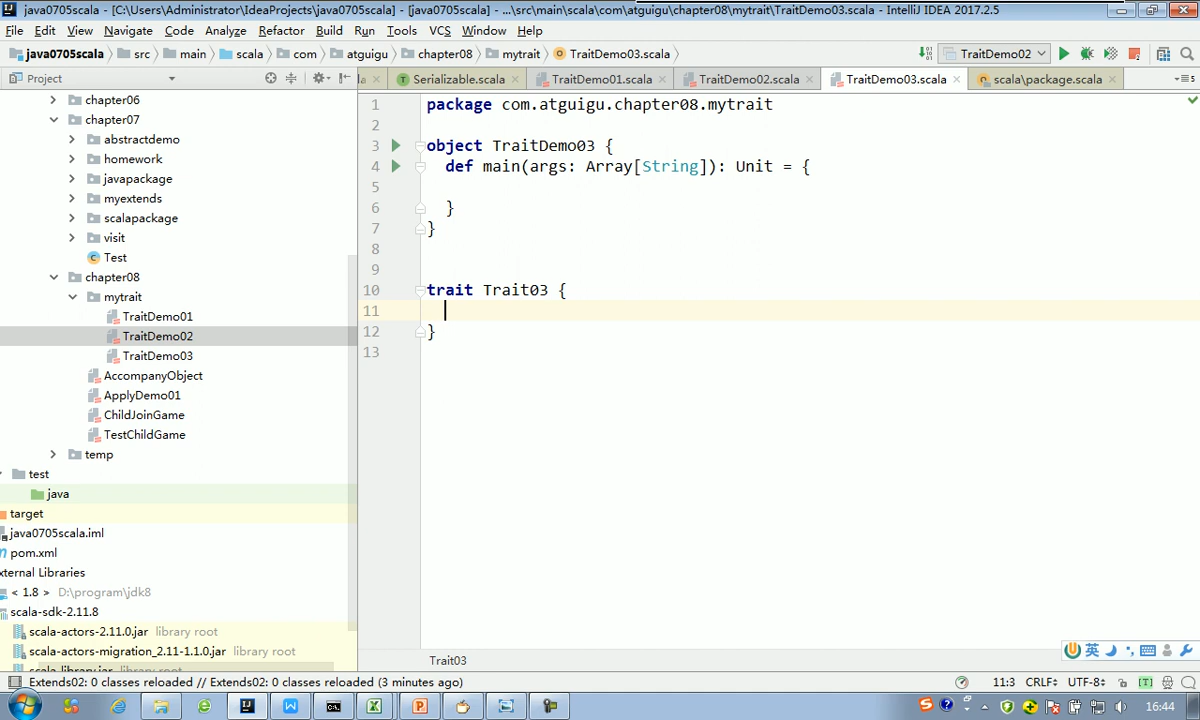 java0705scala - [C:\Users\Administrator\IdeaProjects\java0705scala] - [java0705scala] - ...\src\main\scala\com\atguigu\chapter08\mytrait\TraitDemo03.scala - IntelliJ IDEA 2017.2.5
File Edit View Navigate Code Analyze Refactor Build Run Tools VCS Window Help
java0705scala src main scala com atguigu chapter08 mytrait TraitDemo03.scala TraitDemo02
Project
la Serializable.scala TraitDemo01.scala TraitDemo02.scala TraitDemo03.scala scala\package.scala
chapter06
chapter07
abstractdemo
homework
javapackage
myextends
scalapackage
visit
Test
chapter08
mytrait
TraitDemo01
TraitDemo02
TraitDemo03
AccompanyObject
ApplyDemo01
ChildJoinGame
TestChildGame
temp
test
java
target
java0705scala.iml
pom.xml
xternal Libraries
< 1.8 > D:\program\jdk8
scala-sdk-2.11.8
scala-actors-2.11.0.jar library root
scala-actors-migration_2.11-1.1.0.jar library root
scala-library.jar library root
1 package com.atguigu.chapter08.mytrait
2
3 object TraitDemo03 {
4 def main(args: Array[String]): Unit = {
5
6 }
7 }
8
9
10 trait Trait03 {
11
12 }
13
Trait03
英
Extends02: 0 classes reloaded // Extends02: 0 classes reloaded (3 minutes ago) 11:3 CRLF UTF-8 [T]
16:44